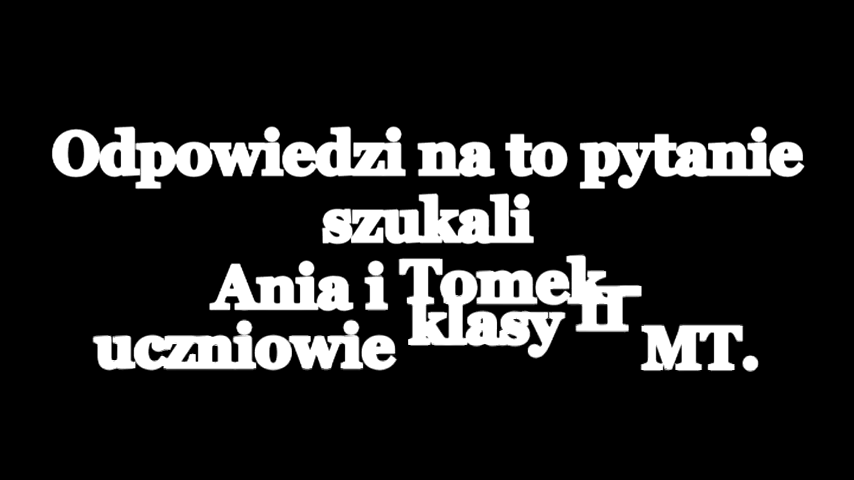 Odpowiedzi na to pytanie
szukali
Ania i Tomek –
uczniowie klasy II MT.